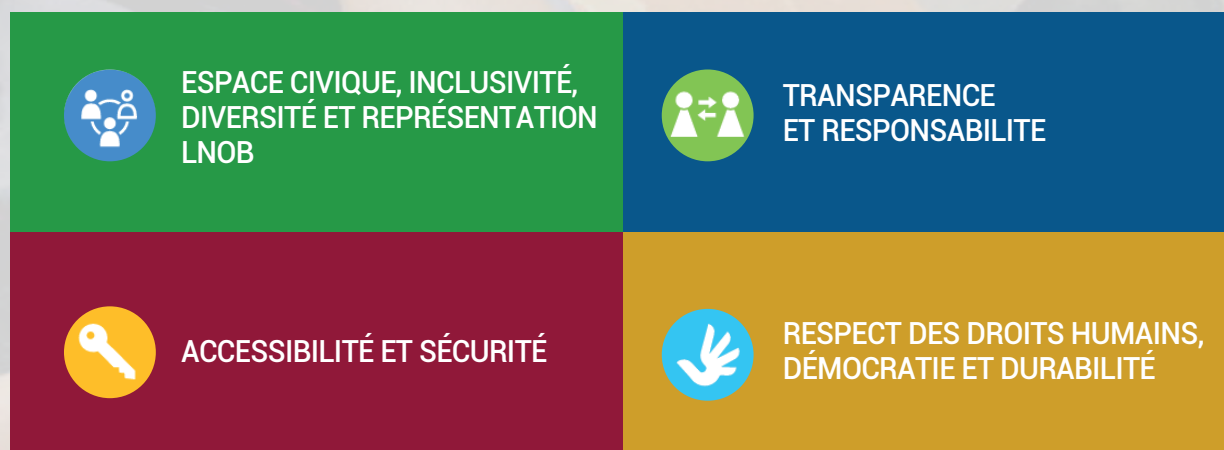 ESPACE CIVIQUE, INCLUSIVITÉ,
DIVERSITÉ ET REPRÉSENTATION
LNOB
TRANSPARENCE
ET RESPONSABILITE
ACCESSIBILITÉ ET SÉCURITÉ
RESPECT DES DROITS HUMAINS,
DÉMOCRATIE ET DURABILITÉ